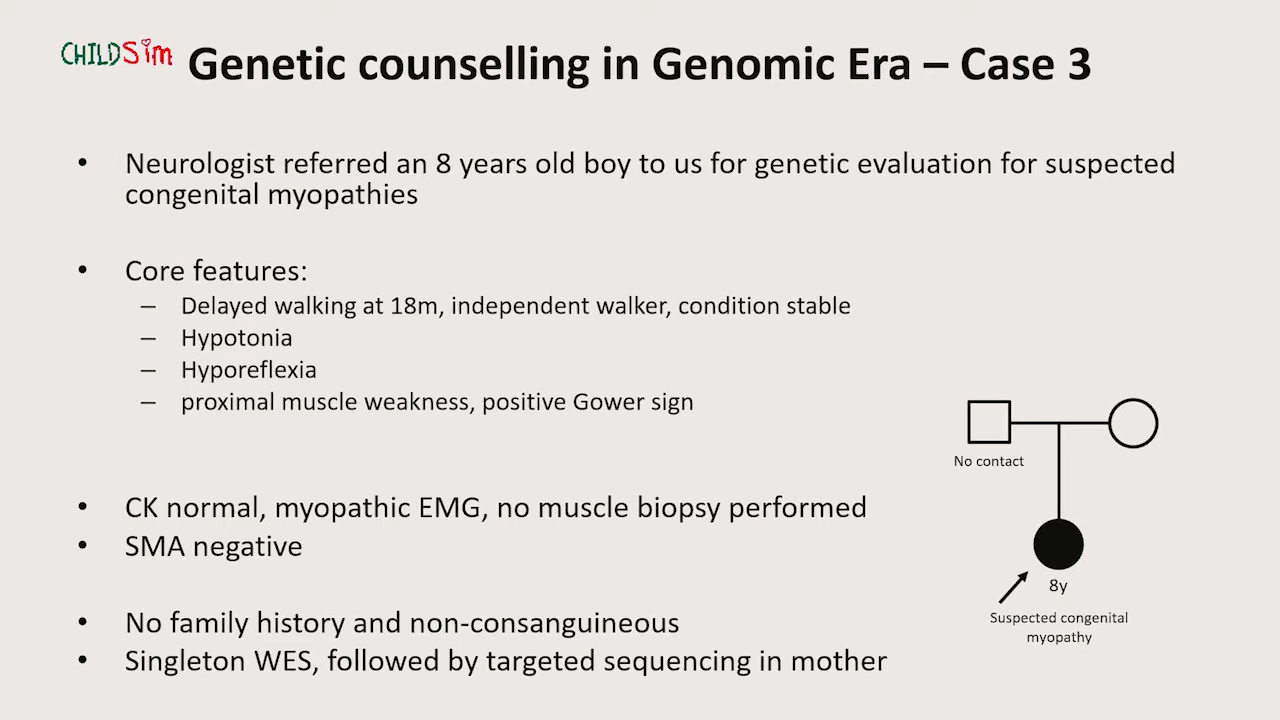 CHILDSim
Genetic counselling in Genomic Era – Case 3
• Neurologist referred an 8 years old boy to us for genetic evaluation for suspected
congenital myopathies
• Core features:
– Delayed walking at 18m, independent walker, condition stable
– Hypotonia
– Hyporeflexia
– proximal muscle weakness, positive Gower sign
No contact
• CK normal, myopathic EMG, no muscle biopsy performed
• SMA negative
8y
Suspected congenital
myopathy
• No family history and non-consanguineous
• Singleton WES, followed by targeted sequencing in mother